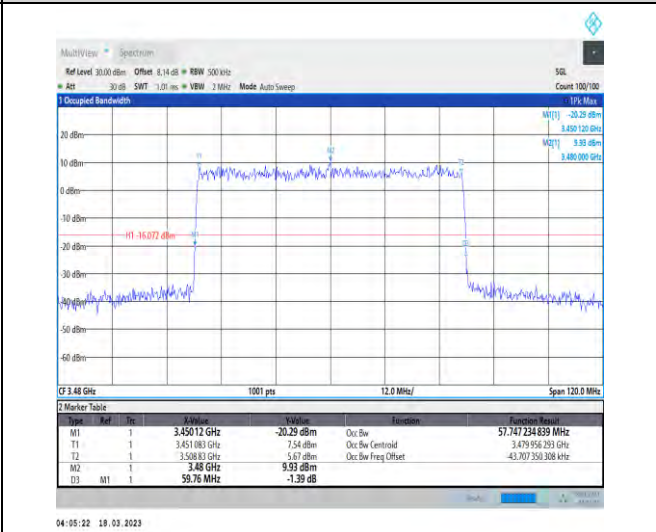 MultiView Spectrum
Ref Level 30.00 dBm Offset 8.14 dB RBW 500 kHz SGL
Att 30 dB SWT 1.01 ms VBW 2 MHz Mode Auto Sweep Count 100/100
1 Occupied Bandwidth 1Pk Max
M1[1] -20.29 dBm
3.450 120 GHz
M2[1] 9.93 dBm
3.480 000 GHz
20 dBm
T1 M2 T2
10 dBm
0 dBm
-10 dBm
H1 -16.072 dBm M1
-20 dBm D3
-30 dBm
-40 dBm
-50 dBm
-60 dBm
CF 3.48 GHz 1001 pts 12.0 MHz/ Span 120.0 MHz
2 Marker Table
Type Ref Trc X-Value Y-Value Function Function Result
M1 1 3.45012 GHz -20.29 dBm Occ Bw 57.747 234 839 MHz
T1 1 3.451 083 GHz 7.54 dBm Occ Bw Centroid 3.479 956 293 GHz
T2 1 3.508 83 GHz 5.67 dBm Occ Bw Freq Offset -43.707 350 308 kHz
M2 1 3.48 GHz 9.93 dBm
D3 M1 1 59.76 MHz -1.39 dB
04:05:22 18.03.2023